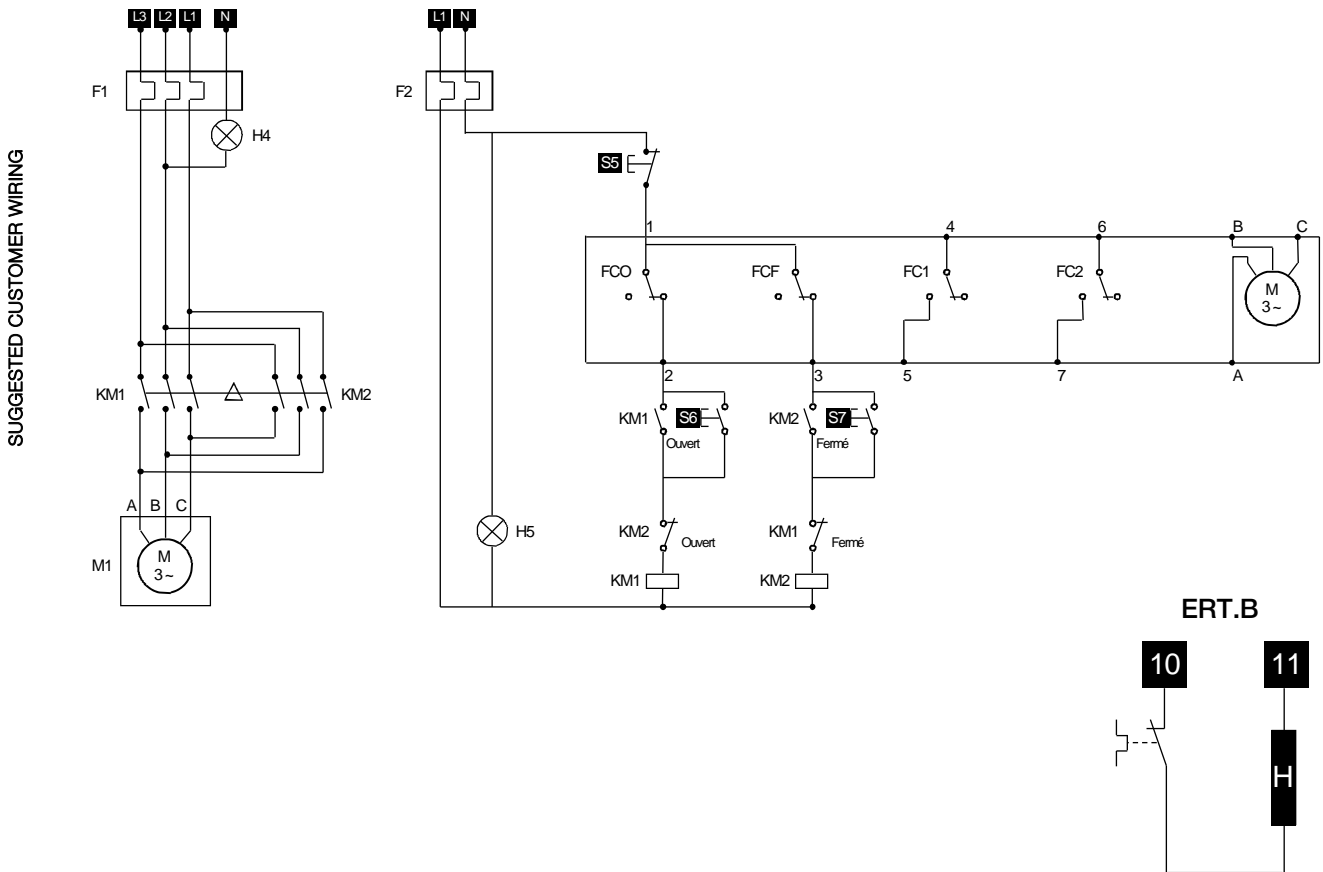 SUGGESTED CUSTOMER WIRING
L3 L2 L1 N
L1 N
F1
F2
H4
S5
1 4 6 B C
FCO FCF FC1 FC2
M
3~
2 3 5 7 A
KM1 KM2
KM1 S6 KM2 S7
Ouvert Fermé
A B C
KM2 KM1
Ouvert Fermé
H5
M1
M
3~
KM1 KM2
ERT.B
10 11
H